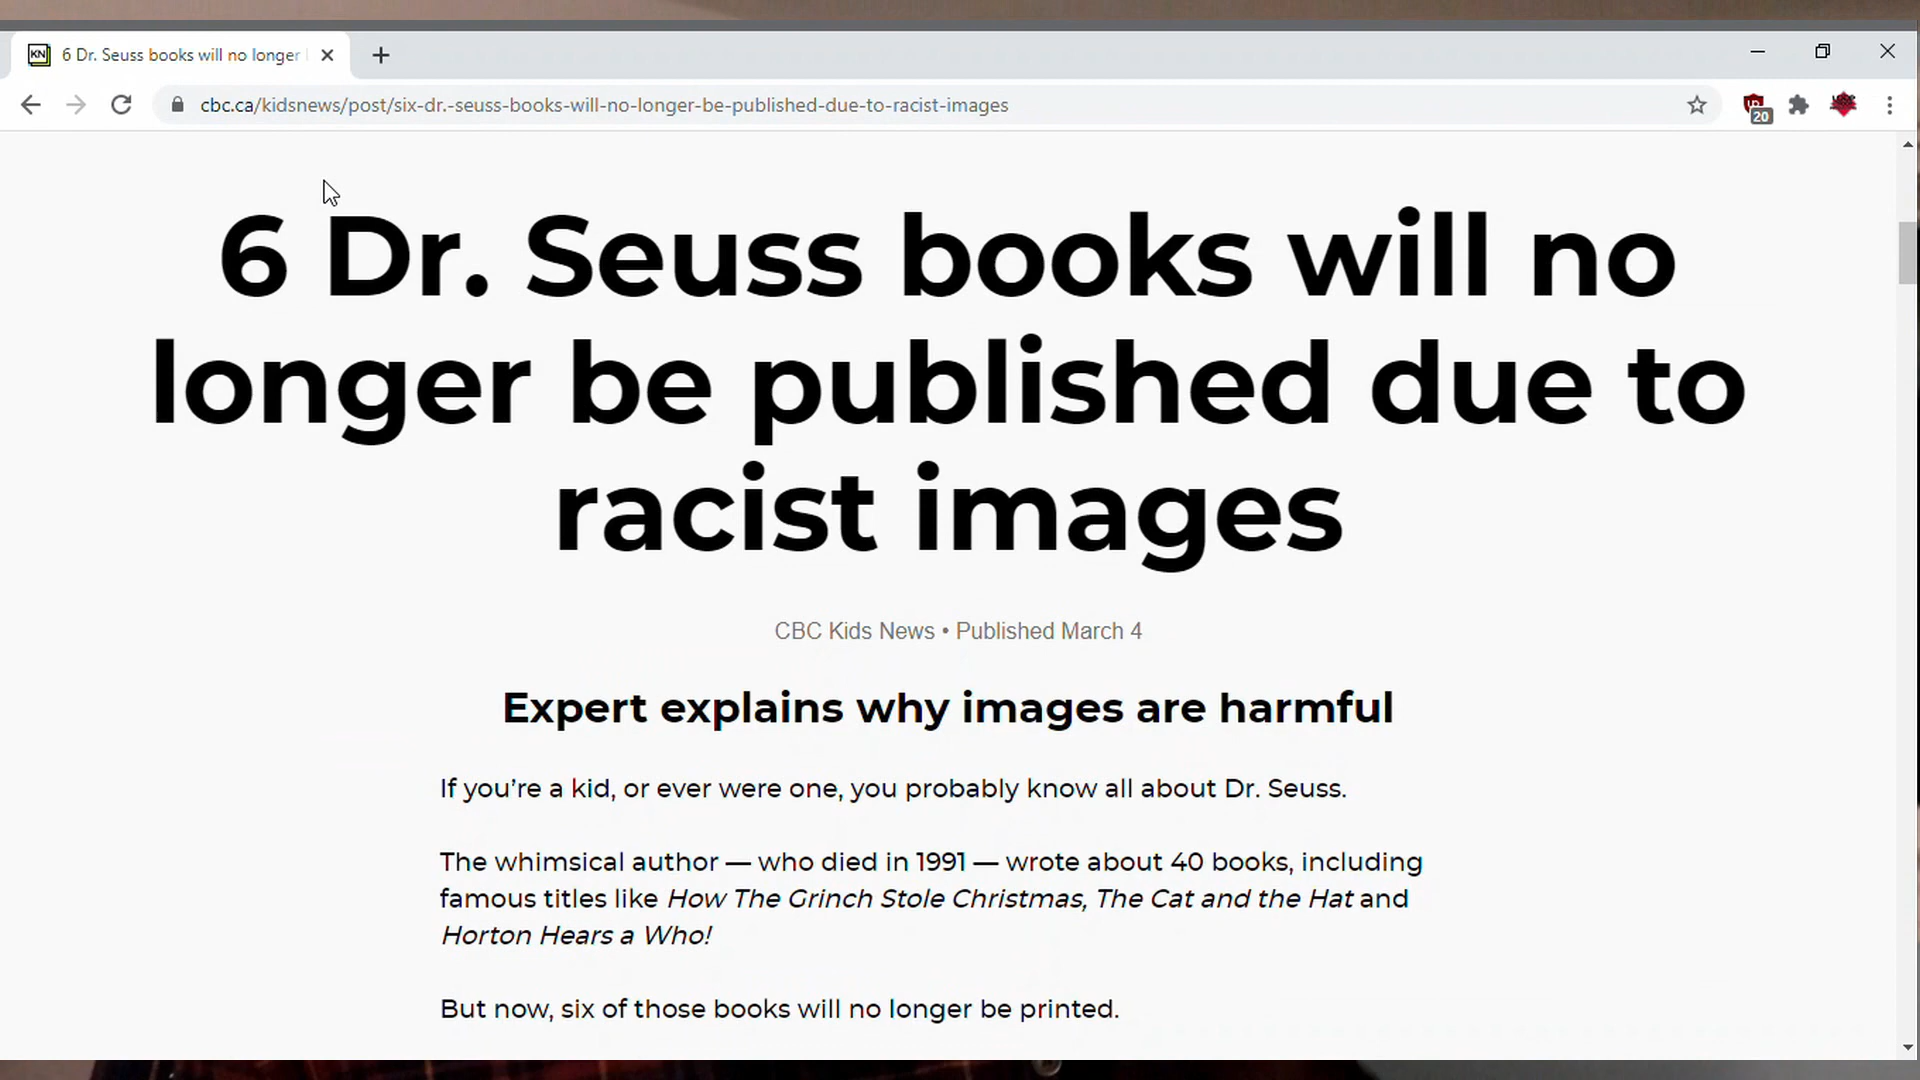 KN 6 Dr. Seuss books will no longer
cbc.ca/kidsnews/post/six-dr.-seuss-books-will-no-longer-be-published-due-to-racist-images
20
6 Dr. Seuss books will no
longer be published due to
racist images
CBC Kids News • Published March 4
Expert explains why images are harmful
If you’re a kid, or ever were one, you probably know all about Dr. Seuss.
The whimsical author — who died in 1991 — wrote about 40 books, including
famous titles like How The Grinch Stole Christmas, The Cat and the Hat and
Horton Hears a Who!
But now, six of those books will no longer be printed.